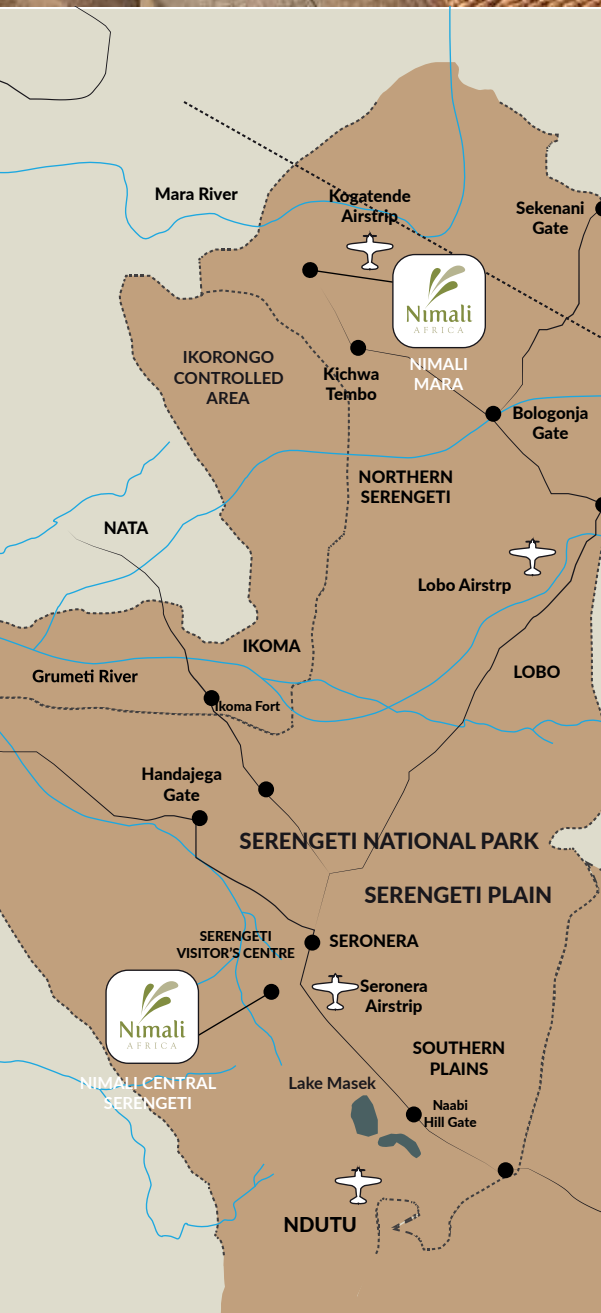 Mara River
Kogatende
Airstrip
Sekenani
Gate
Nimali
AFRICA
NIMALI
MARA
IKORONGO
CONTROLLED
AREA
Kichwa
Tembo
Bologonja
Gate
NORTHERN
SERENGETI
NATA
Lobo Airstrp
IKOMA
LOBO
Grumeti River
Ikoma Fort
Handajega
Gate
SERENGETI NATIONAL PARK
SERENGETI PLAIN
SERENGETI
VISITOR'S CENTRE
SERONERA
Seronera
Airstrip
Nimali
AFRICA
NIMALI CENTRAL
SERENGETI
SOUTHERN
PLAINS
Lake Masek
Naabi
Hill Gate
NDUTU